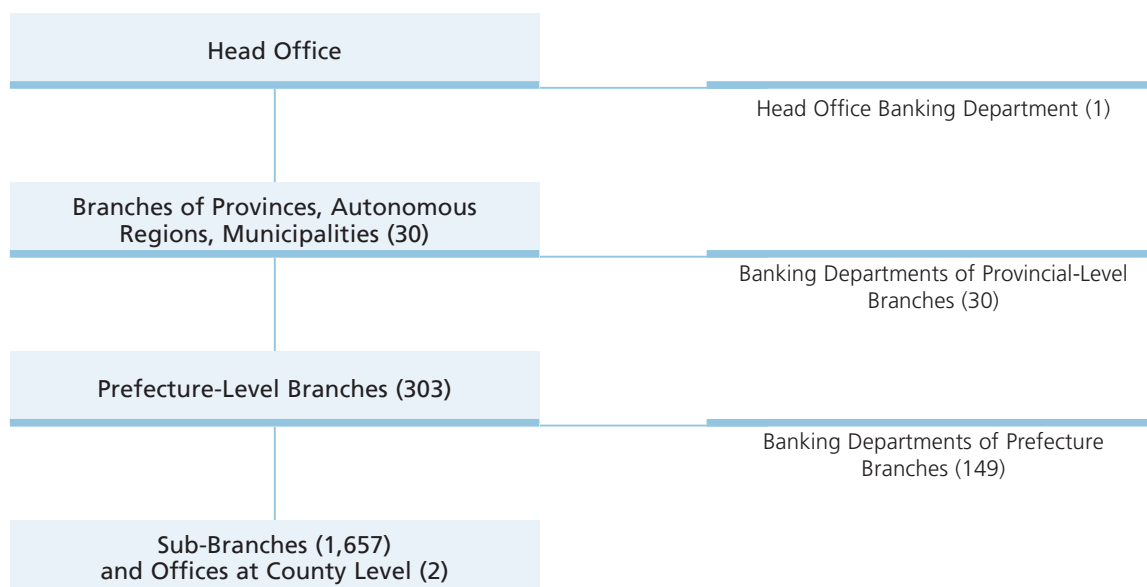 Head Office
Head Office Banking Department (1)
Branches of Provinces, Autonomous
Regions, Municipalities (30)
Banking Departments of Provincial-Level
Branches (30)
Prefecture-Level Branches (303)
Banking Departments of Prefecture
Branches (149)
Sub-Branches (1,657)
and Offices at County Level (2)